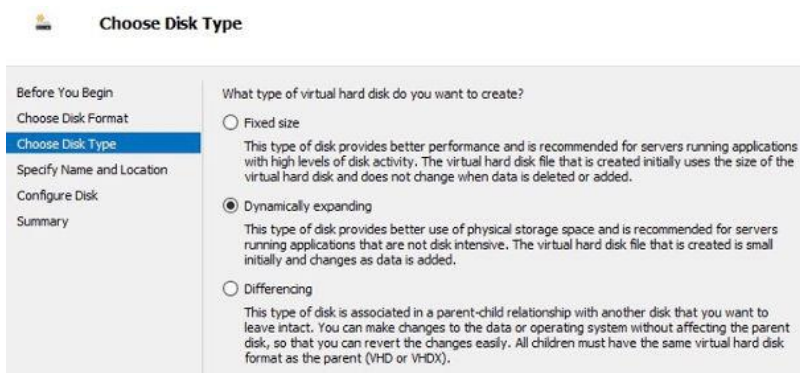 Choose Disk Type
Before You Begin
Choose Disk Format
Choose Disk Type
Specify Name and Location
Configure Disk
Summary
What type of virtual hard disk do you want to create?
Fixed size
This type of disk provides better performance and is recommended for servers running applications
with high levels of disk activity. The virtual hard disk file that is created initially uses the size of the
virtual hard disk and does not change when data is deleted or added.
Dynamically expanding
This type of disk provides better use of physical storage space and is recommended for servers
running applications that are not disk intensive. The virtual hard disk file that is created is small
initially and changes as data is added.
Differencing
This type of disk is associated in a parent-child relationship with another disk that you want to
leave intact. You can make changes to the data or operating system without affecting the parent
disk, so that you can revert the changes easily. All children must have the same virtual hard disk
format as the parent (VHD or VHDX).